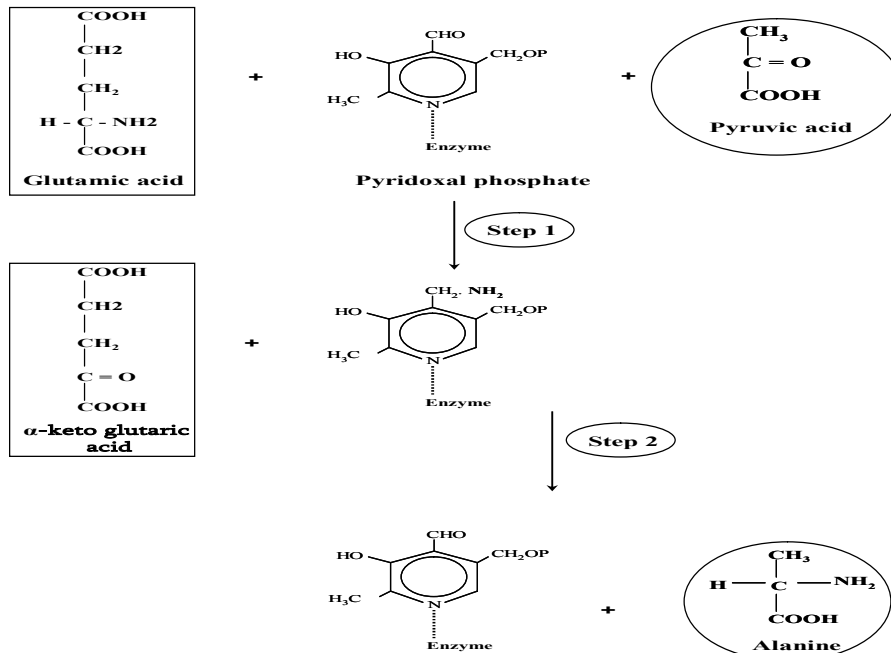 COOH
CH2
CH2
H - C - NH2
COOH
Glutamic acid
+
CHO
HO
CH2OP
H3C
N
Enzyme
Pyridoxal phosphate
+
CH3
C = O
COOH
Pyruvic acid
Step 1
COOH
CH2
CH2
C = O
COOH
α-keto glutaric
acid
+
CH2. NH2
HO
CH2OP
H3C
N
Enzyme
Step 2
CHO
HO
CH2OP
H3C
N
Enzyme
+
CH3
H C NH2
COOH
Alanine